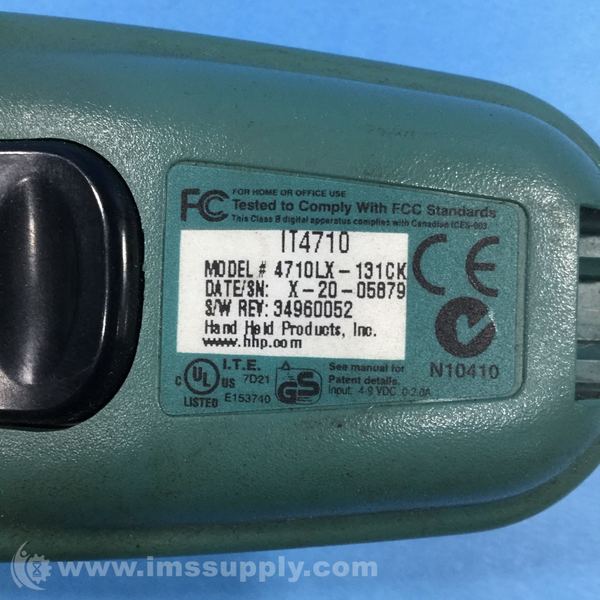 FC FOR HOME OR OFFICE USE
Tested to Comply With FCC Standards
This Class B digital apparatus complies with Canadian ICES-003
IT4710
MODEL # 4710LX-131CK
DATE/SN: X-20-05879
S/W REV: 34960052
Hand Held Products, Inc.
www.hhp.com
CE
N10410
C UL US
LISTED
I.T.E.
7D21
E153740
GS
See manual for
Patent details.
Input: 4-9 VDC 0-2.0A
www.imssupply.com